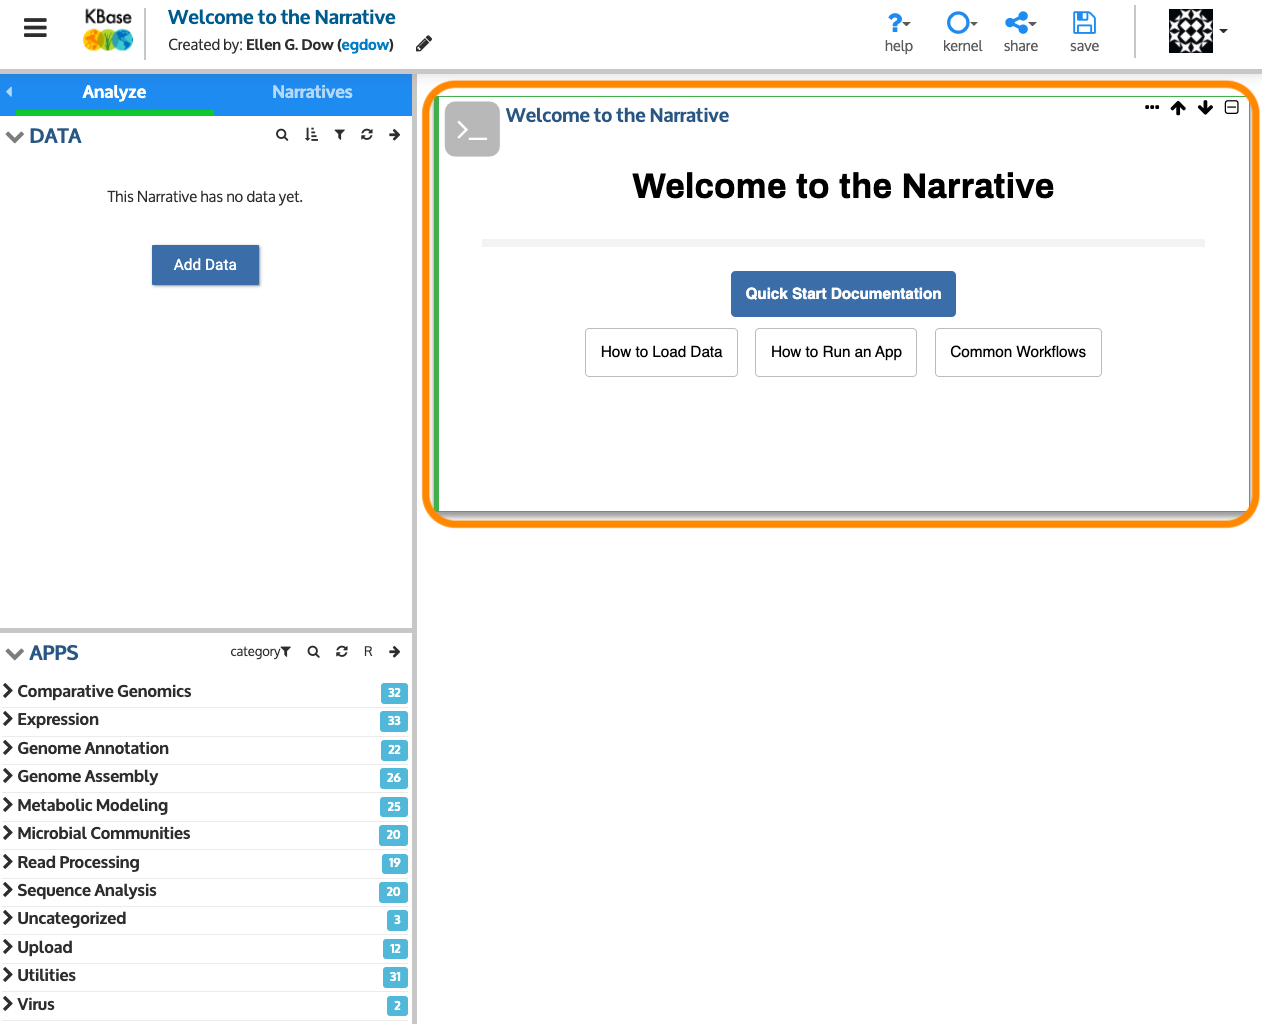 KBase
Welcome to the Narrative
Created by: Ellen G. Dow (egdow)
help
kernel
share
save
Analyze
Narratives
DATA
This Narrative has no data yet.
Add Data
Welcome to the Narrative
Welcome to the Narrative
Quick Start Documentation
How to Load Data
How to Run an App
Common Workflows
APPS
category
R
Comparative Genomics 32
Expression 33
Genome Annotation 22
Genome Assembly 26
Metabolic Modeling 25
Microbial Communities 20
Read Processing 19
Sequence Analysis 20
Uncategorized 3
Upload 12
Utilities 31
Virus 2